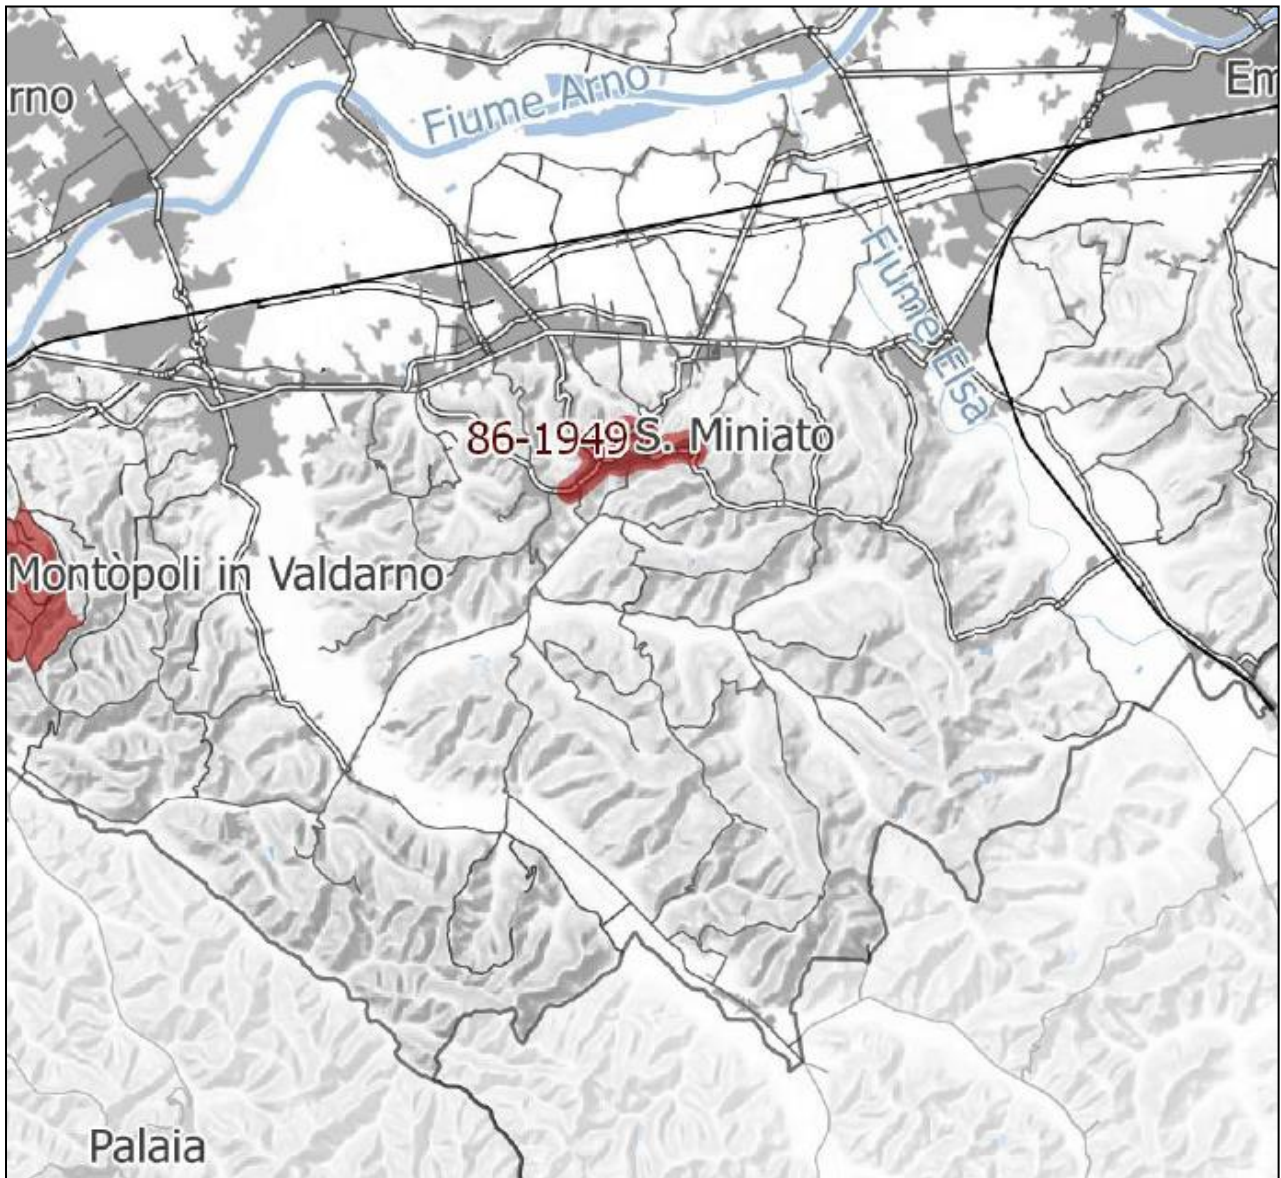 rno
Fiume Arno
Em
Fiume Elsa
86-1949 S. Miniato
Montòpoli in Valdarno
Palaia